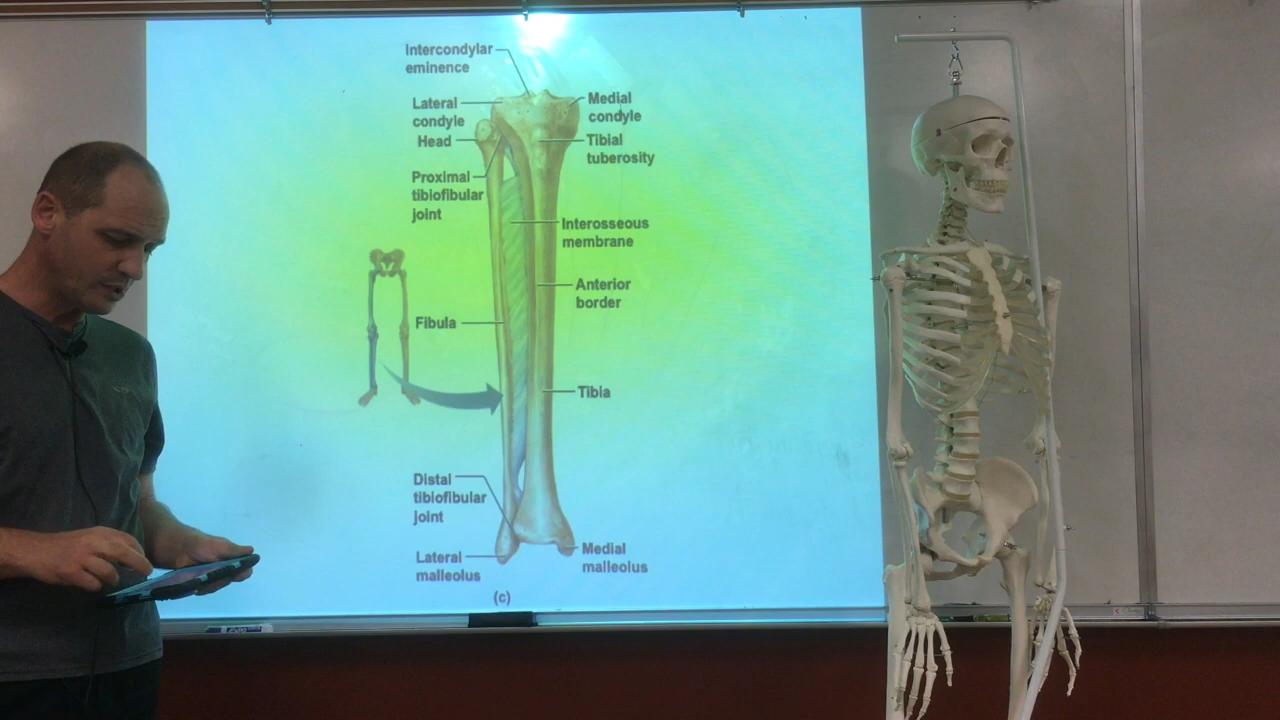 Intercondylar
eminence
Lateral
condyle
Medial
condyle
Head
Tibial
tuberosity
Proximal
tibiofibular
joint
Interosseous
membrane
Anterior
border
Fibula
Tibia
Distal
tibiofibular
joint
Lateral
malleolus
Medial
malleolus
(c)